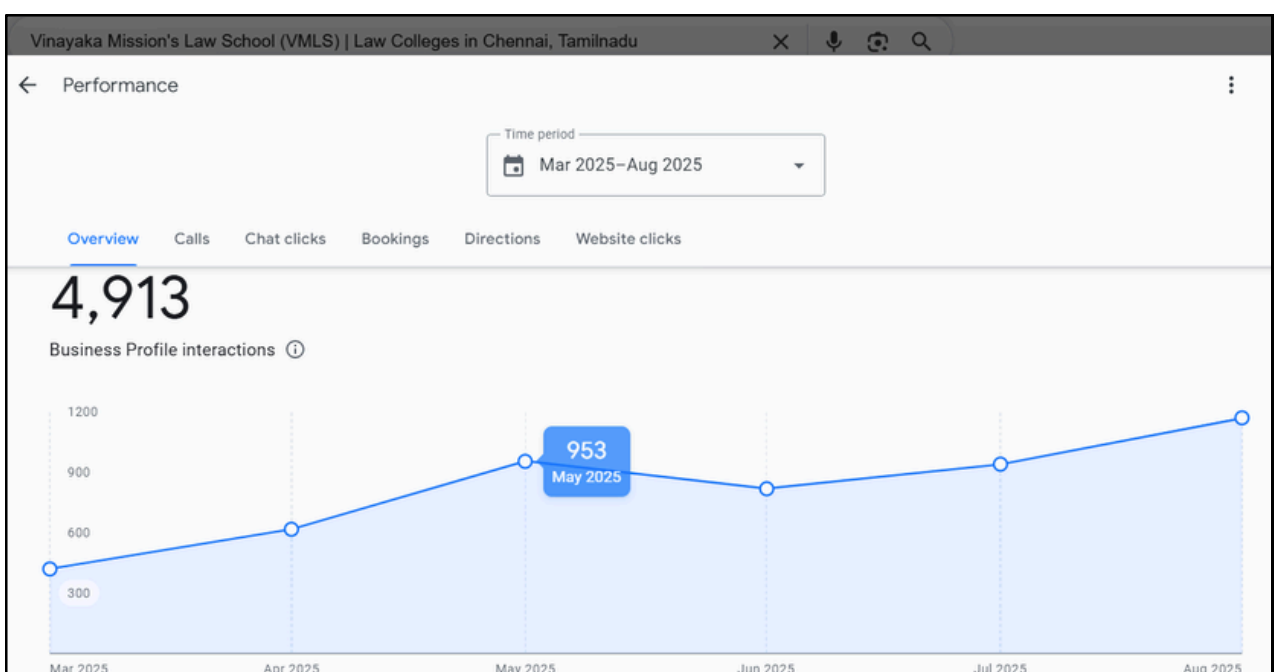 Vinayaka Mission's Law School (VMLS) | Law Colleges in Chennai, Tamilnadu
Performance
Time period
Mar 2025–Aug 2025
Overview Calls Chat clicks Bookings Directions Website clicks
4,913
Business Profile interactions
1200
900
600
300
953
May 2025
Mar 2025 Apr 2025 May 2025 Jun 2025 Jul 2025 Aug 2025